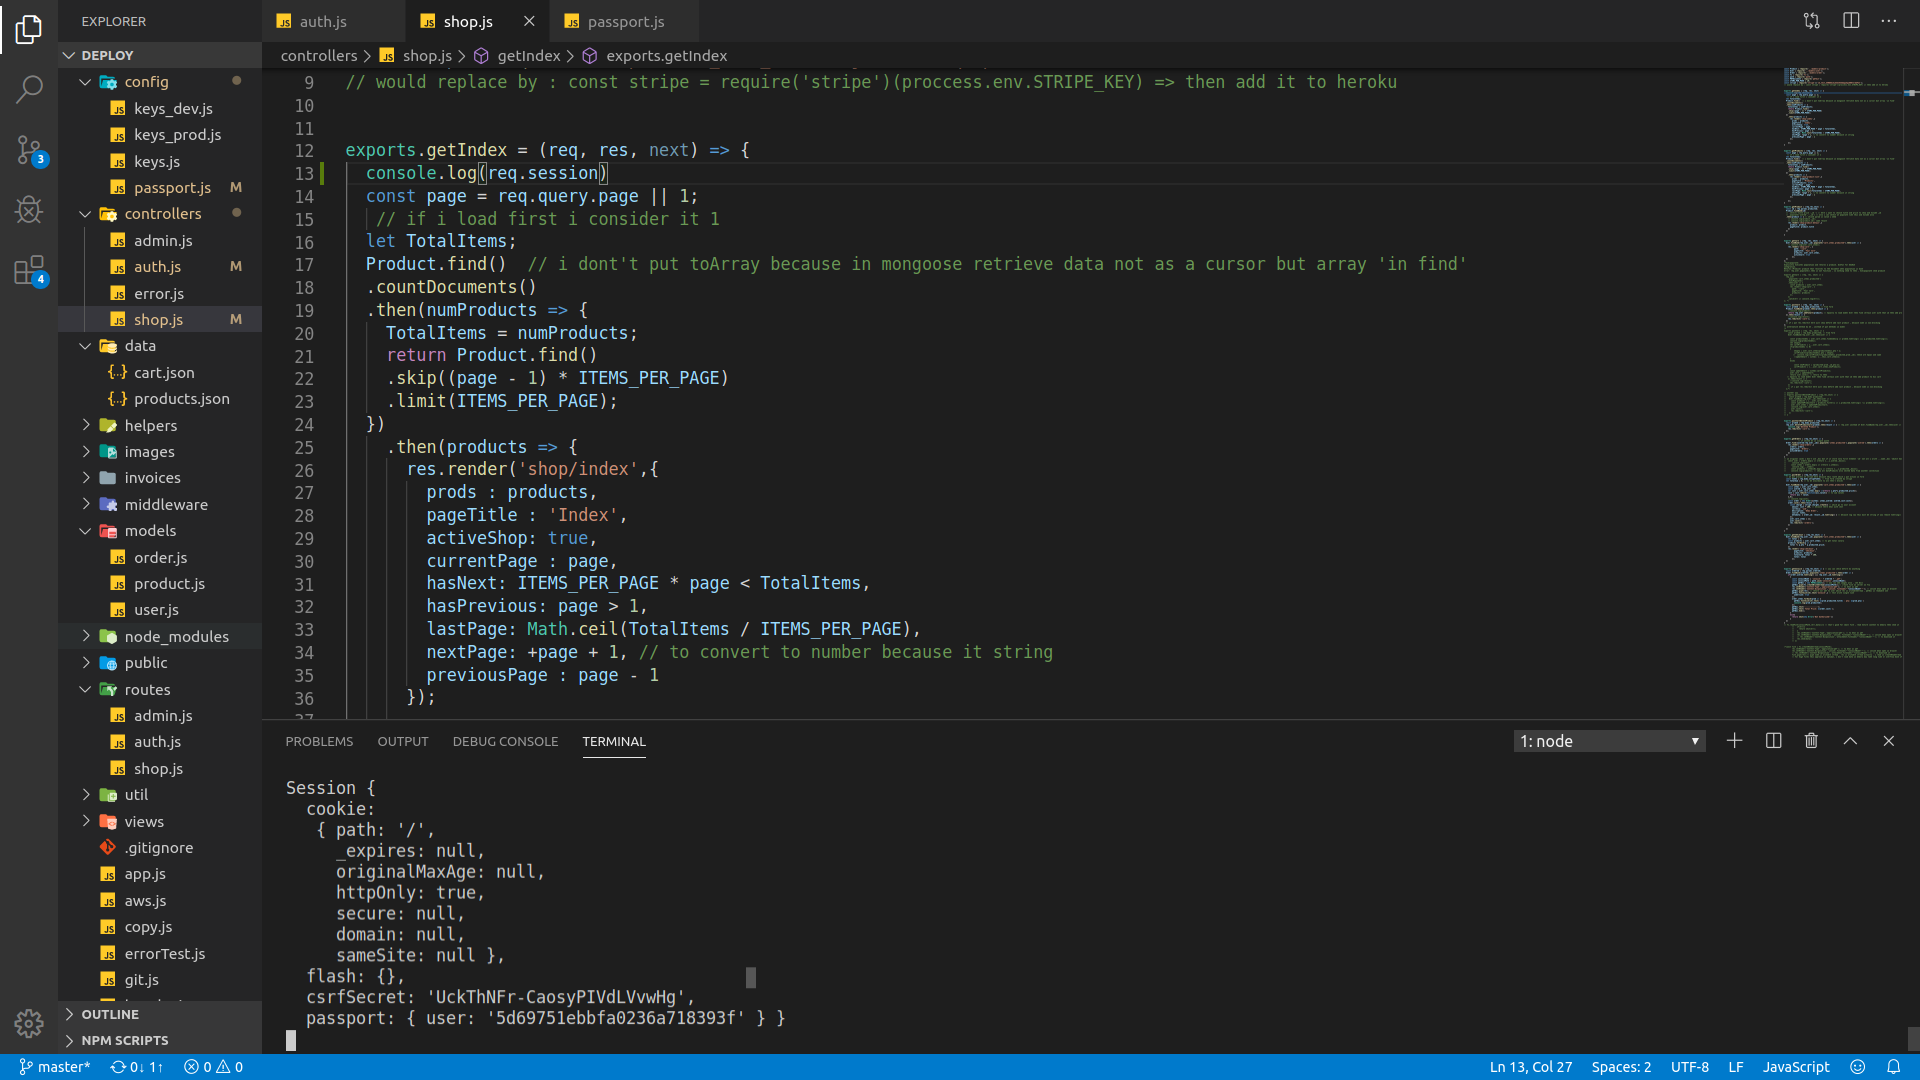 EXPLORER
auth.js
shop.js
passport.js
DEPLOY
controllers > shop.js > getIndex > exports.getIndex
config
keys_dev.js
keys_prod.js
keys.js
passport.js M
controllers
admin.js
auth.js M
error.js
shop.js M
data
cart.json
products.json
helpers
images
invoices
middleware
models
order.js
product.js
user.js
node_modules
public
routes
admin.js
auth.js
shop.js
util
views
.gitignore
app.js
aws.js
copy.js
errorTest.js
git.js
OUTLINE
NPM SCRIPTS
3
4
9 // would replace by : const stripe = require('stripe')(proccess.env.STRIPE_KEY) => then add it to heroku
10
11
12 exports.getIndex = (req, res, next) => {
13 console.log(req.session)
14 const page = req.query.page || 1;
15 // if i load first i consider it 1
16 let TotalItems;
17 Product.find() // i dont't put toArray because in mongoose retrieve data not as a cursor but array 'in find'
18 .countDocuments()
19 .then(numProducts => {
20 TotalItems = numProducts;
21 return Product.find()
22 .skip((page - 1) * ITEMS_PER_PAGE)
23 .limit(ITEMS_PER_PAGE);
24 })
25 .then(products => {
26 res.render('shop/index',{
27 prods : products,
28 pageTitle : 'Index',
29 activeShop: true,
30 currentPage : page,
31 hasNext: ITEMS_PER_PAGE * page < TotalItems,
32 hasPrevious: page > 1,
33 lastPage: Math.ceil(TotalItems / ITEMS_PER_PAGE),
34 nextPage: +page + 1, // to convert to number because it string
35 previousPage : page - 1
36 });
37
PROBLEMS OUTPUT DEBUG CONSOLE TERMINAL
1: node
Session {
cookie:
{ path: '/',
_expires: null,
originalMaxAge: null,
httpOnly: true,
secure: null,
domain: null,
sameSite: null },
flash: {},
csrfSecret: 'UckThNFr-CaosyPIVdLVvwHg',
passport: { user: '5d69751ebbfa0236a718393f' } }
master* 0↓ 1↑ 0 0
Ln 13, Col 27 Spaces: 2 UTF-8 LF JavaScript